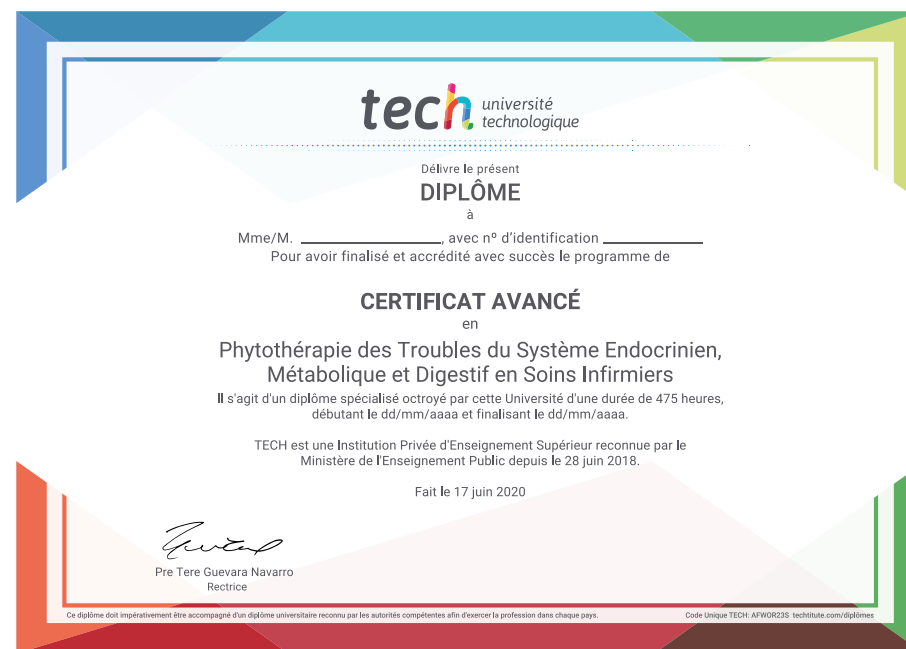 tech université
technologique
Délivre le présent
DIPLÔME
à
Mme/M. ____________________, avec nº d'identification ______________
Pour avoir finalisé et accrédité avec succès le programme de
CERTIFICAT AVANCÉ
en
Phytothérapie des Troubles du Système Endocrinien,
Métabolique et Digestif en Soins Infirmiers
Il s'agit d'un diplôme spécialisé octroyé par cette Université d'une durée de 475 heures,
débutant le dd/mm/aaaa et finalisant le dd/mm/aaaa.
TECH est une Institution Privée d'Enseignement Supérieur reconnue par le
Ministère de l'Enseignement Public depuis le 28 juin 2018.
Fait le 17 juin 2020
Pre Tere Guevara Navarro
Rectrice
Ce diplôme doit impérativement être accompagné d'un diplôme universitaire reconnu par les autorités compétentes afin d'exercer la profession dans chaque pays.
Code Unique TECH: AFWOR23S techtitute.com/diplômes